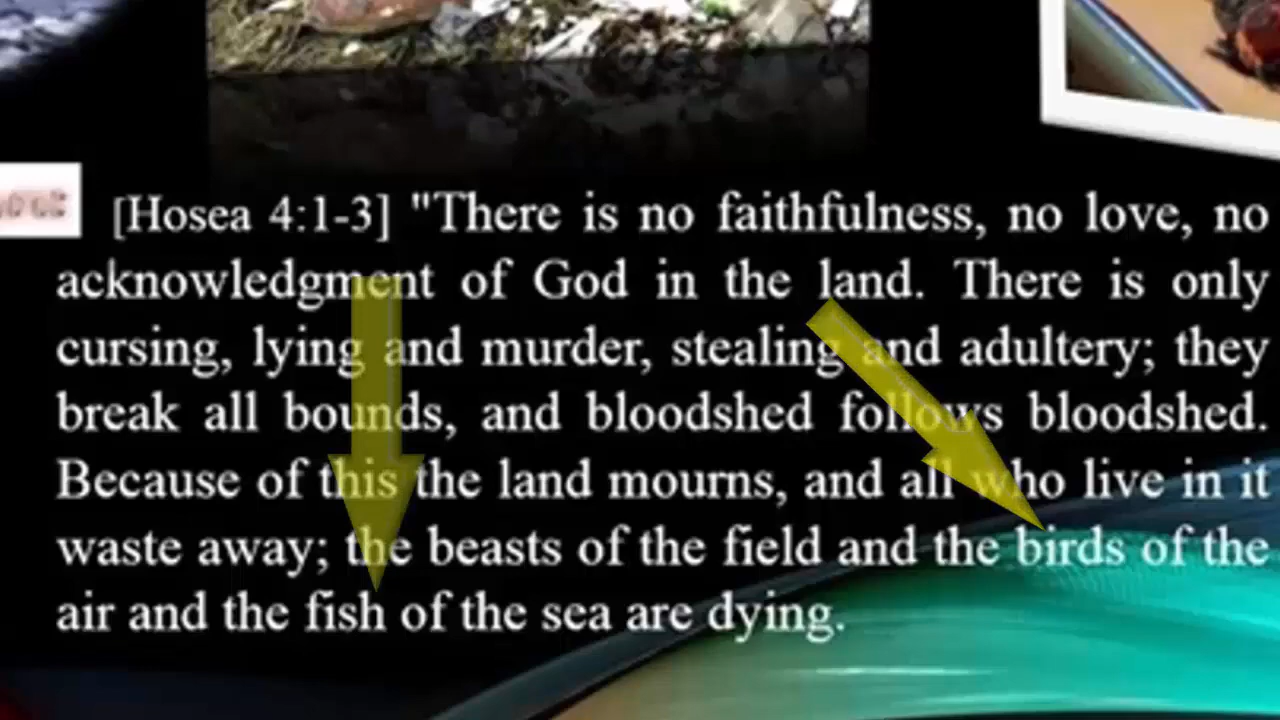 [Hosea 4:1-3] "There is no faithfulness, no love, no
acknowledgment of God in the land. There is only
cursing, lying and murder, stealing and adultery; they
break all bounds, and bloodshed follows bloodshed.
Because of this the land mourns, and all who live in it
waste away; the beasts of the field and the birds of the
air and the fish of the sea are dying.